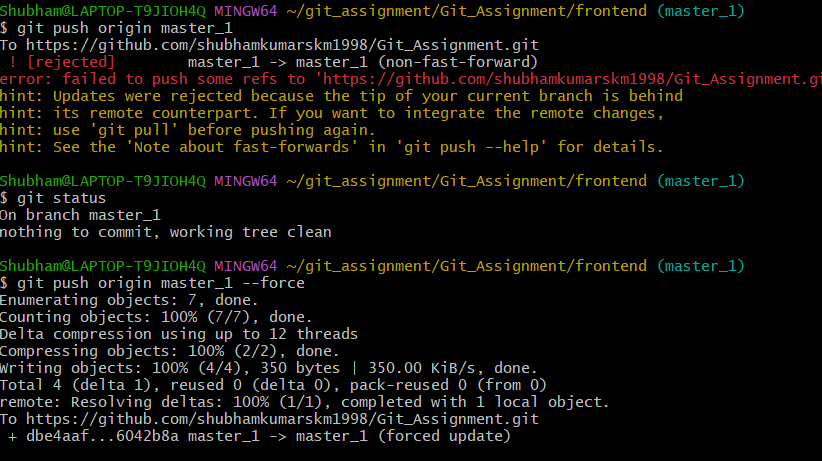 Shubham@LAPTOP-T9JIOH4Q MINGW64 ~/git_assignment/Git_Assignment/frontend (master_1)
$ git push origin master_1
To https://github.com/shubhamkumarskm1998/Git_Assignment.git
 ! [rejected]        master_1 -> master_1 (non-fast-forward)
error: failed to push some refs to 'https://github.com/shubhamkumarskm1998/Git_Assignment.gi
hint: Updates were rejected because the tip of your current branch is behind
hint: its remote counterpart. If you want to integrate the remote changes,
hint: use 'git pull' before pushing again.
hint: See the 'Note about fast-forwards' in 'git push --help' for details.
Shubham@LAPTOP-T9JIOH4Q MINGW64 ~/git_assignment/Git_Assignment/frontend (master_1)
$ git status
On branch master_1
nothing to commit, working tree clean
Shubham@LAPTOP-T9JIOH4Q MINGW64 ~/git_assignment/Git_Assignment/frontend (master_1)
$ git push origin master_1 --force
Enumerating objects: 7, done.
Counting objects: 100% (7/7), done.
Delta compression using up to 12 threads
Compressing objects: 100% (2/2), done.
Writing objects: 100% (4/4), 350 bytes | 350.00 KiB/s, done.
Total 4 (delta 1), reused 0 (delta 0), pack-reused 0 (from 0)
remote: Resolving deltas: 100% (1/1), completed with 1 local object.
To https://github.com/shubhamkumarskm1998/Git_Assignment.git
 + dbe4aaf...6042b8a master_1 -> master_1 (forced update)